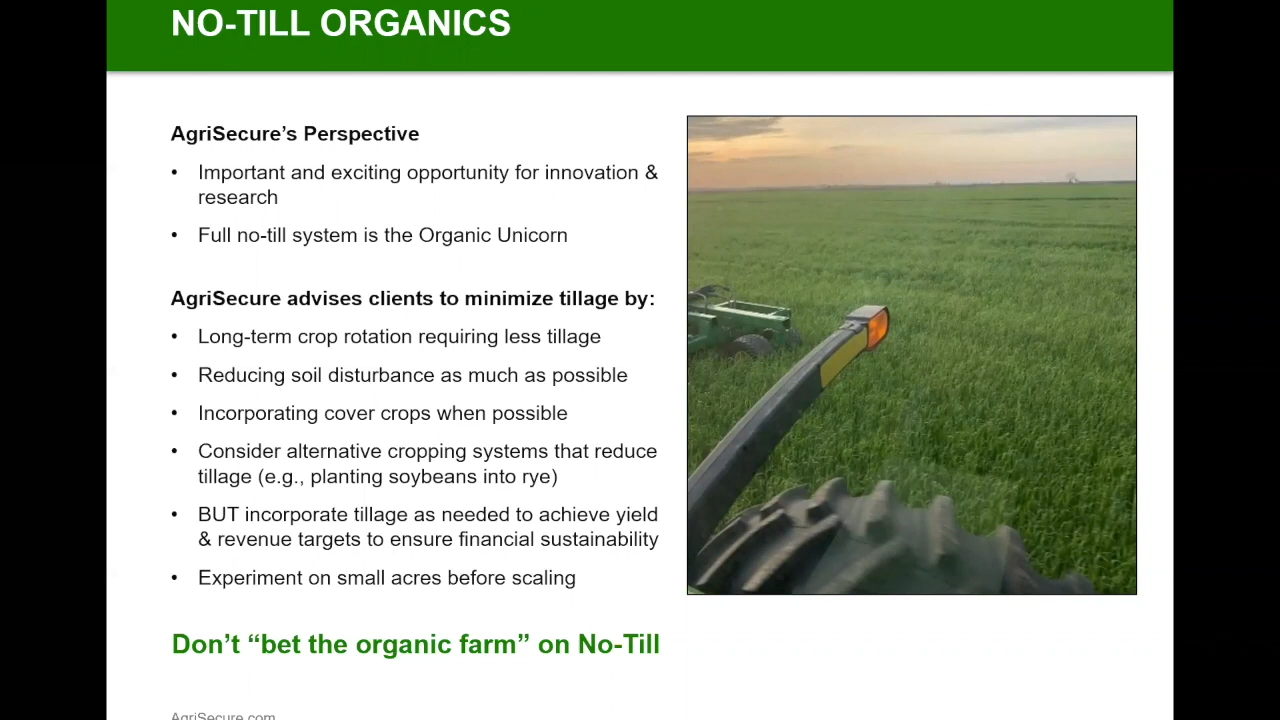 NO-TILL ORGANICS
AgriSecure’s Perspective
• Important and exciting opportunity for innovation &
research
• Full no-till system is the Organic Unicorn
AgriSecure advises clients to minimize tillage by:
• Long-term crop rotation requiring less tillage
• Reducing soil disturbance as much as possible
• Incorporating cover crops when possible
• Consider alternative cropping systems that reduce
tillage (e.g., planting soybeans into rye)
• BUT incorporate tillage as needed to achieve yield
& revenue targets to ensure financial sustainability
• Experiment on small acres before scaling
Don’t “bet the organic farm” on No-Till
AgriSecure.com